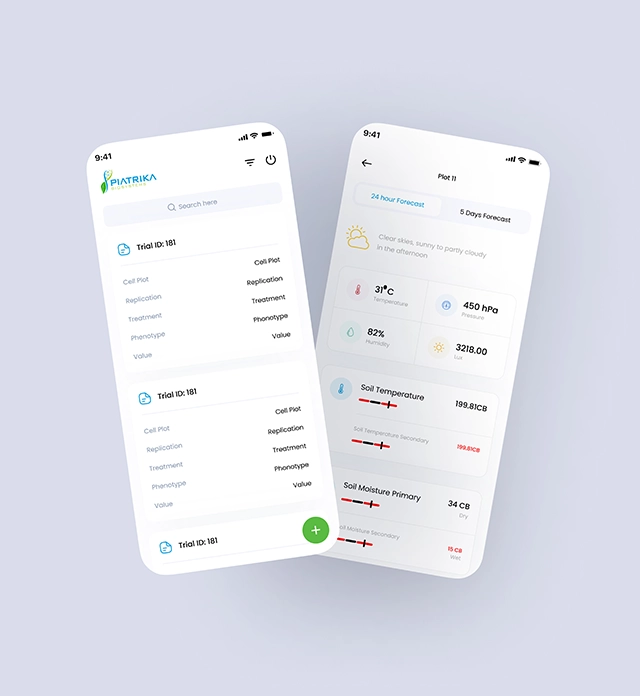 9:41
PIATRIKA
BIOSYSTEMS
Search here
Trial ID: 181
Cell Plot Cell Plot
Replication Replication
Treatment Treatment
Phenotype Phonotype
Value Value
Trial ID: 181
Cell Plot Cell Plot
Replication Replication
Treatment Treatment
Phenotype Phonotype
Value Value
Trial ID: 181
+
9:41
Plot 11
24 hour Forecast 5 Days Forecast
Clear skies, sunny to partly cloudy
in the afternoon
31°C
Temperature
450 hPa
Pressure
82%
Humidity
3218.00
Sun
Soil Temperature 199.81CB
Soil Temperature Secondary 199.81CB
Soil Moisture Primary 34 CB
Dry
Soil Moisture Secondary 15 CB
Wet